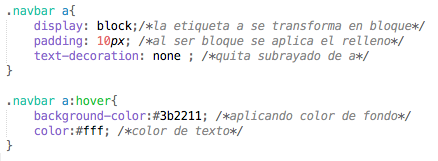 .navbar a{
display: block;/*la etiqueta a se transforma en bloque*/
padding: 10px; /*al ser bloque se aplica el relleno*/
text-decoration: none ; /*quita subrayado de a*/
}
.navbar a:hover{
background-color:#3b2211; /*aplicando color de fondo*/
color:#fff; /*color de texto*/
}